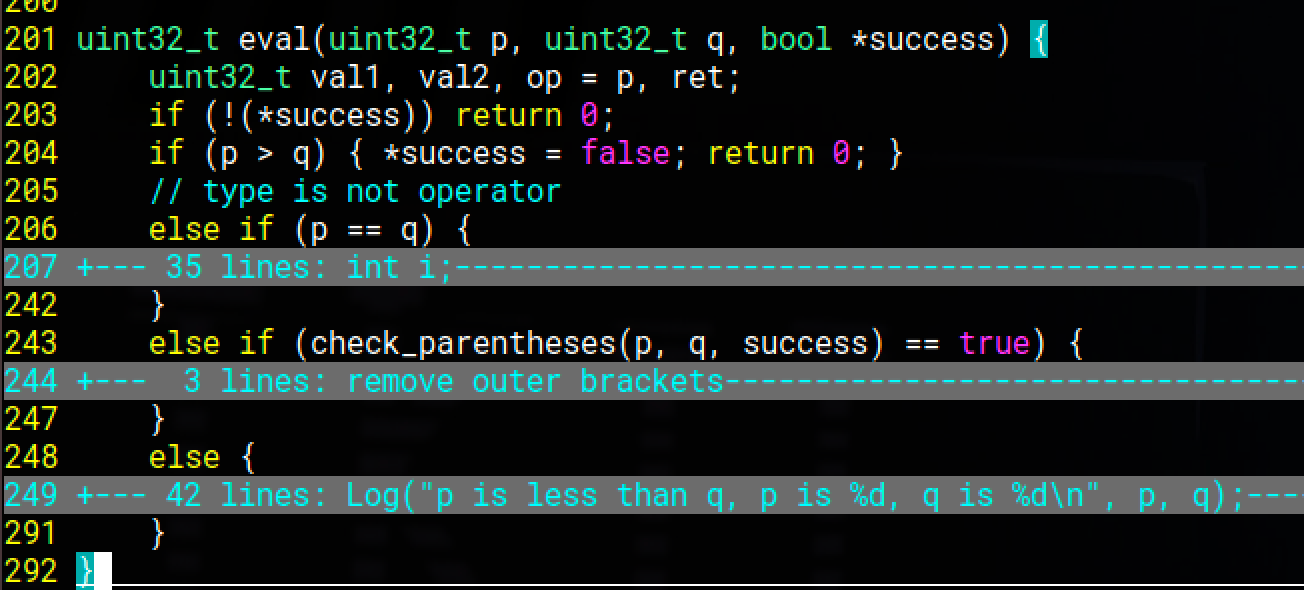 200
201 uint32_t eval(uint32_t p, uint32_t q, bool *success) {
202     uint32_t val1, val2, op = p, ret;
203     if (!(*success)) return 0;
204     if (p > q) { *success = false; return 0; }
205     // type is not operator
206     else if (p == q) {
207 +--- 35 lines: int i;-----------------------------------------------
242     }
243     else if (check_parentheses(p, q, success) == true) {
244 +---  3 lines: remove outer brackets--------------------------------
247     }
248     else {
249 +--- 42 lines: Log("p is less than q, p is %d, q is %d\n", p, q);----
291     }
292 }